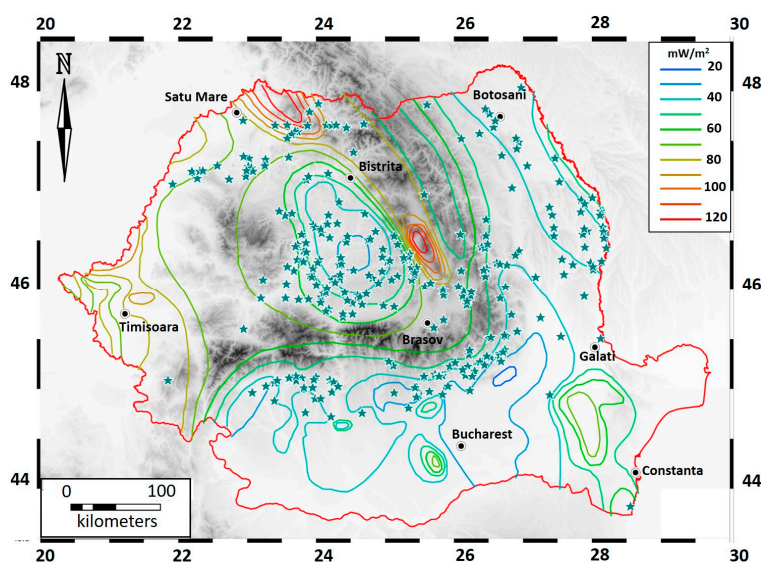 20 22 24 26 28 30
48 48
mW/m²
20
40
60
80
100
120
N
Satu Mare
Botosani
Bistrita
46 46
Timisoara
Brasov
Galati
Bucharest
Constanta
44 44
0 100
kilometers
20 22 24 26 28 30